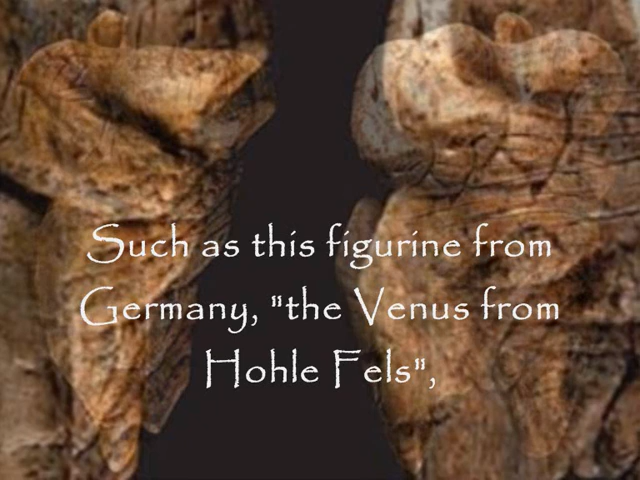 Such as this figurine from
Germany, "the Venus from
Hohle Fels",